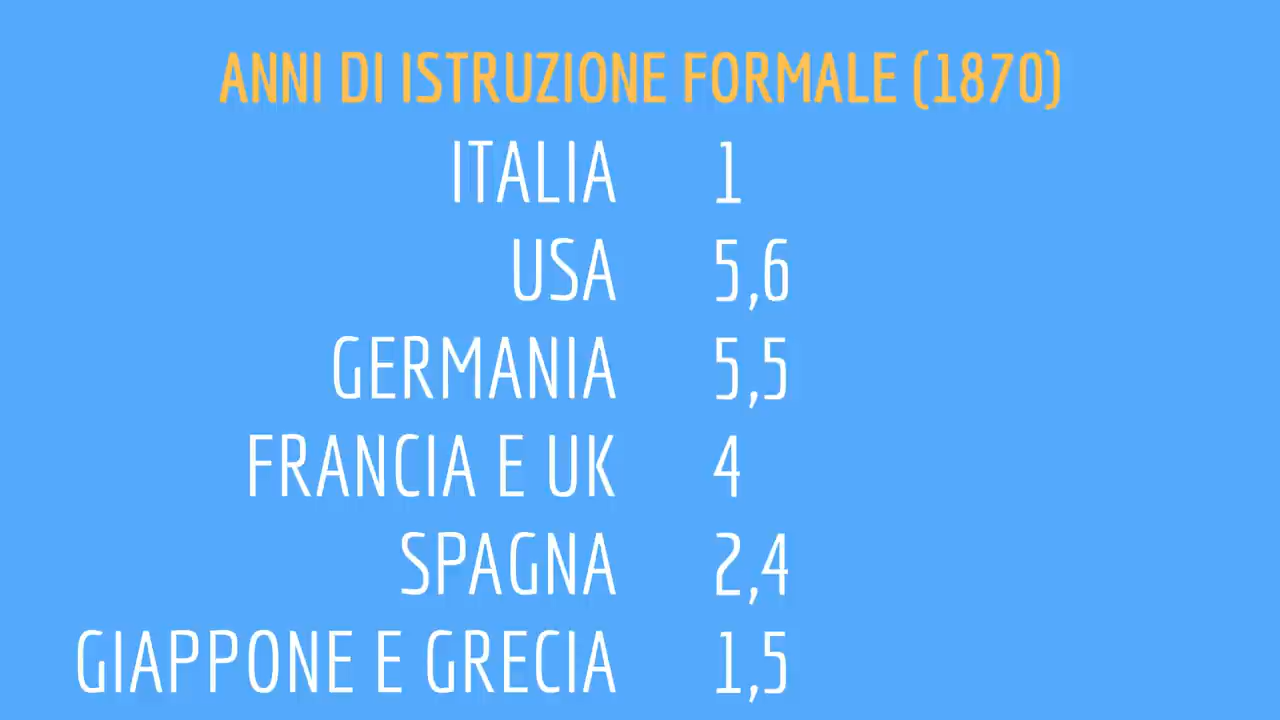 ANNI DI ISTRUZIONE FORMALE (1870)
ITALIA 1
USA 5,6
GERMANIA 5,5
FRANCIA E UK 4
SPAGNA 2,4
GIAPPONE E GRECIA 1,5